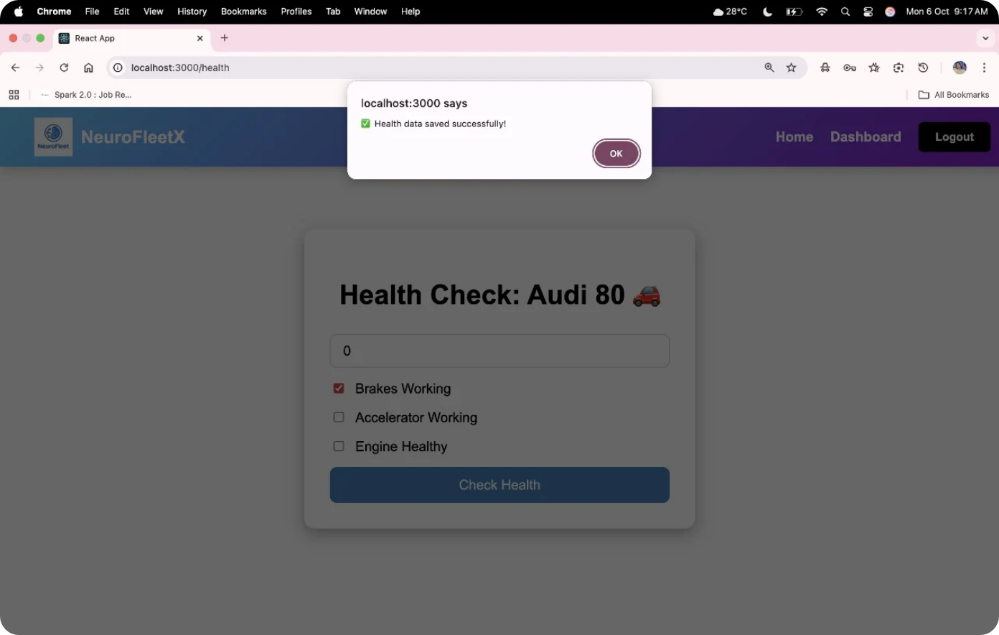 Chrome File Edit View History Bookmarks Profiles Tab Window Help 28°C Mon 6 Oct 9:17 AM
React App
localhost:3000/health
Spark 2.0 : Job Re... All Bookmarks
localhost:3000 says
✅ Health data saved successfully!
OK
NeuroFleet
NeuroFleetX Home Dashboard Logout
Health Check: Audi 80 🚗
0
Brakes Working
Accelerator Working
Engine Healthy
Check Health